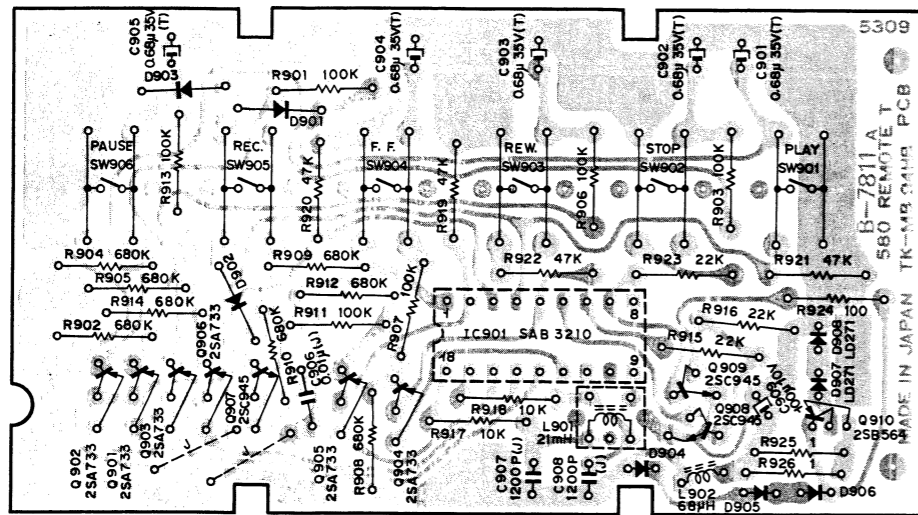 C905
0.68µ 35V(T)
D903
R901 100K
D901
C904
0.68µ 35V(T)
C903
0.68µ 35V(T)
C902
0.68µ 35V(T)
C901
0.68µ 35V(T)
5309
PAUSE
SW906
R913 100K
REC.
SW905
R920 47K
F. F.
SW904
R919 47K
REW.
SW903
R906 100K
STOP
SW902
R903 100K
PLAY
SW901
B-7811A
580 REMOTE T
PCB
MADE IN JAPAN
R904 680K
R905 680K
R914 680K
R902 680K
D902
R909 680K
R912 680K
R911 100K
R907 100K
R922 47K
R923 22K
R921 47K
R924 100
1
8
IC901 SAB 3210
18
9
R916 22K
R915 22K
D908
LD271
D907
LD271
Q906
2SA733
680K
R910
C906
0.01µ(J)
Q909
2SC945
Q908
2SC945
Q907
2SC945
Q902
2SA733
Q901
2SA733
Q903
2SA733
J
J
Q905
2SA733
R908 680K
Q904
2SA733
R918 10K
R917 10K
L901
21mH
C907
1200P(J)
C908
1200P
(J)
D904
L902
68µH
D905
D906
R925 1
R926 1
Q910
2SB564